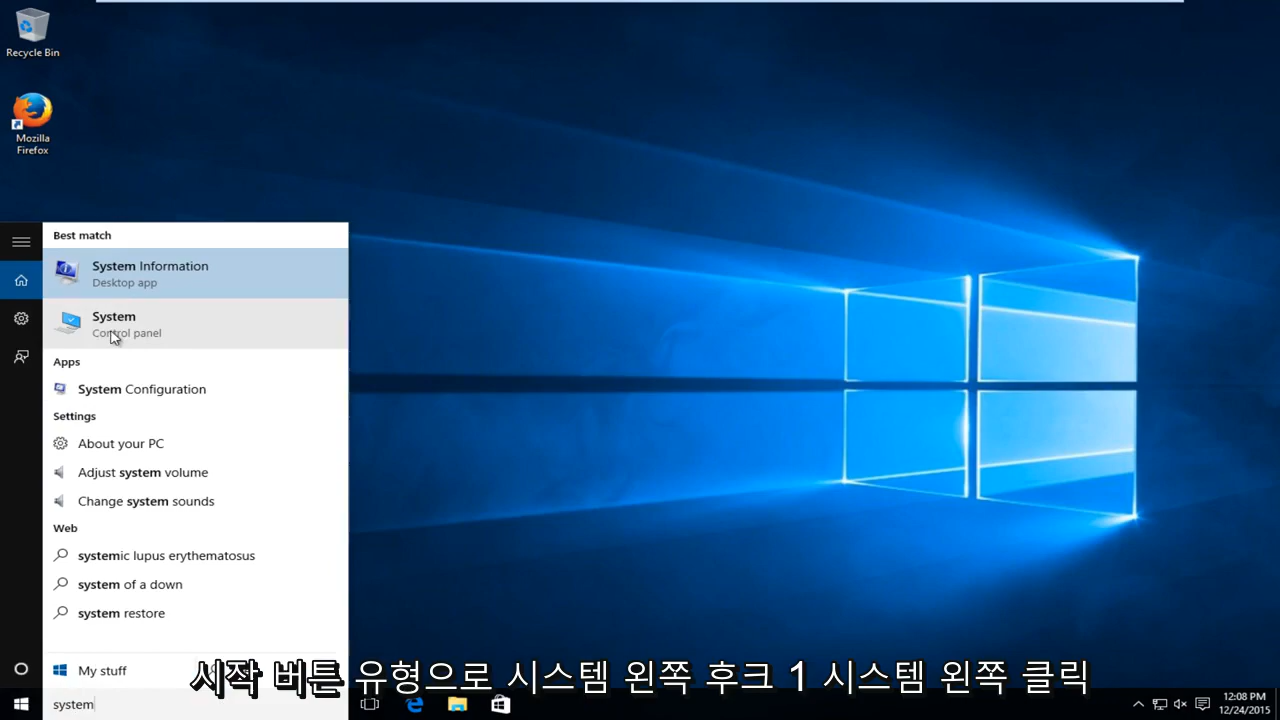 Recycle Bin
Mozilla
Firefox
Best match
System Information
Desktop app
System
Control panel
Apps
System Configuration
Settings
About your PC
Adjust system volume
Change system sounds
Web
systemic lupus erythematosus
system of a down
system restore
My stuff
시작 버튼 유형으로 시스템 왼쪽 후크 1 시스템 왼쪽 클릭
system
12:08 PM
12/24/2015